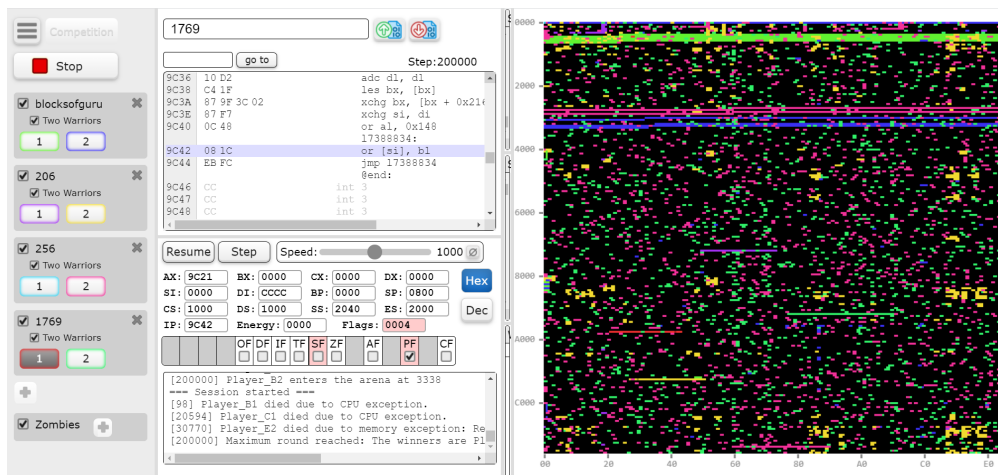 Competition
Stop
blocksofguru
Two Warriors
1 2
206
Two Warriors
1 2
256
Two Warriors
1 2
1769
Two Warriors
1 2
Zombies
1769
go to Step:200000
9C36 10 D2 adc dl, dl
9C38 C4 1F les bx, [bx]
9C3A 87 9F 3C 02 xchg bx, [bx + 0x21
9C3E 87 F7 xchg si, di
9C40 0C 48 or al, 0x148
17388834:
9C42 08 1C or [si], bl
9C44 EB FC jmp 17388834
@end:
9C46 CC int 3
9C47 CC int 3
9C48 CC int 3
Resume Step Speed: 1000
AX: 9C21 BX: 0000 CX: 0000 DX: 0000
SI: 0000 DI: CCCC BP: 0000 SP: 0800
CS: 1000 DS: 1000 SS: 2040 ES: 2000
IP: 9C42 Energy: 0000 Flags: 0004
Hex
Dec
OF DF IF TF SF ZF AF PF CF
[200000] Player_B2 enters the arena at 3338
=== Session started ===
[98] Player_B1 died due to CPU exception.
[20594] Player_C1 died due to CPU exception.
[30770] Player_E2 died due to memory exception: Re
[200000] Maximum round reached: The winners are Pl
0000
2000
4000
6000
8000
A000
C000
E000
00 20 40 60 80 A0 C0 E0